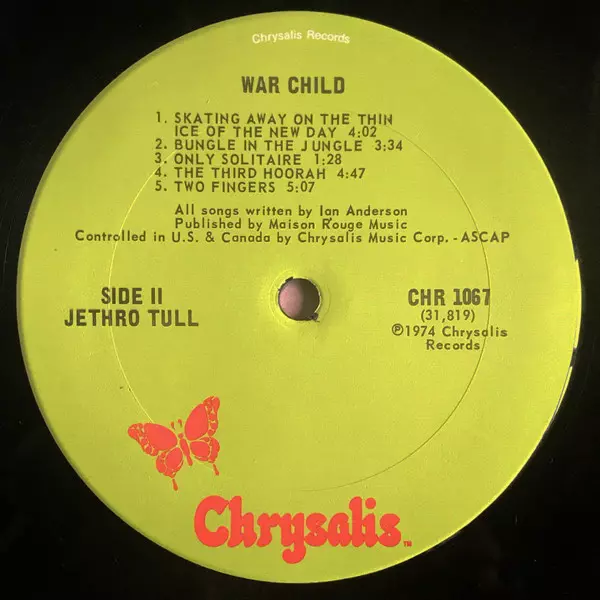 Chrysalis Records
WAR CHILD
1. SKATING AWAY ON THE THIN
ICE OF THE NEW DAY 4:02
2. BUNGLE IN THE JUNGLE 3:34
3. ONLY SOLITAIRE 1:28
4. THE THIRD HOORAH 4:47
5. TWO FINGERS 5:07
All songs written by Ian Anderson
Published by Maison Rouge Music
Controlled in U.S. & Canada by Chrysalis Music Corp. - ASCAP
SIDE II
JETHRO TULL
CHR 1067
(31,819)
℗1974 Chrysalis
Records
Chrysalis™